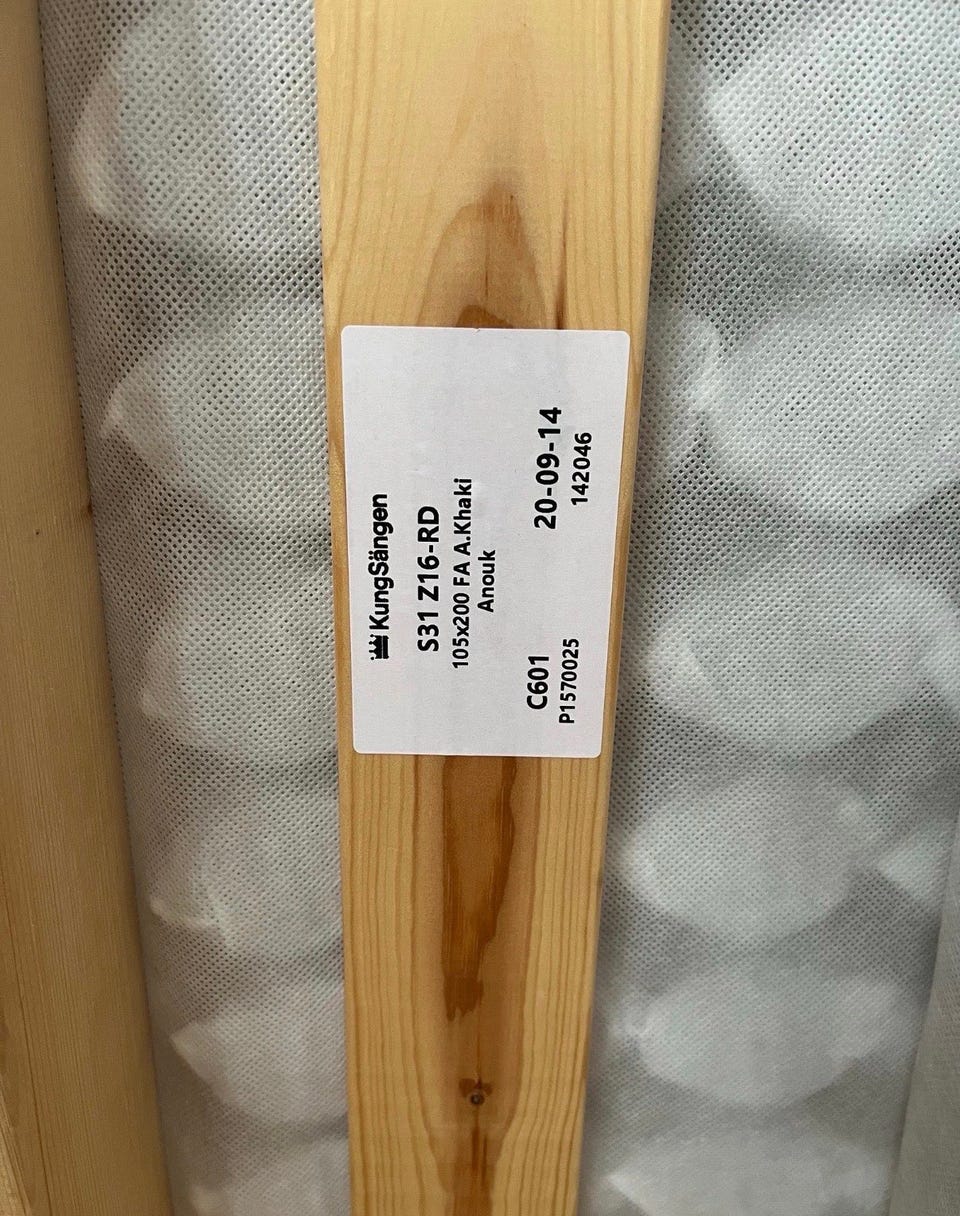 KungSängen
S31 Z16-RD
105x200 FA A.Khaki
Anouk
C601 20-09-14
P1570025 142046